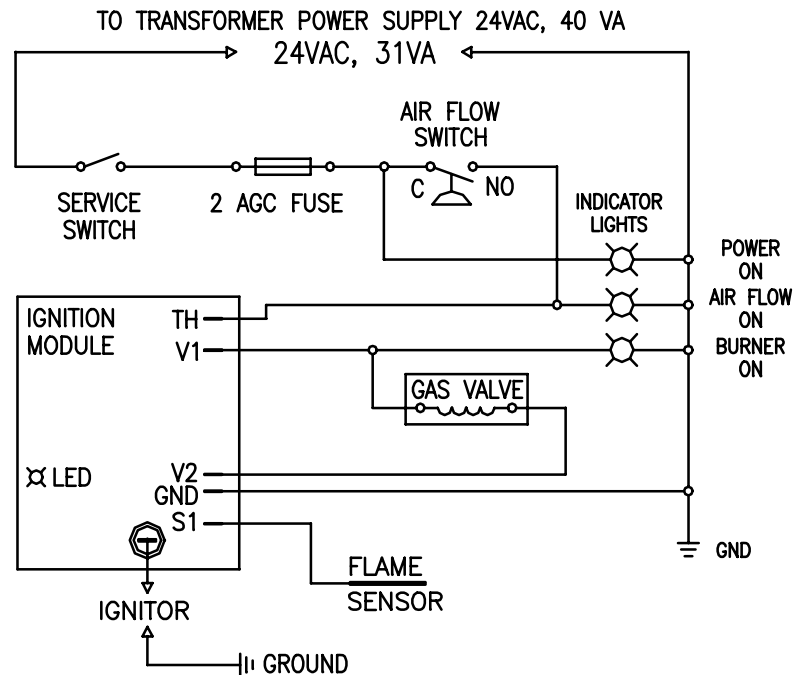 TO TRANSFORMER POWER SUPPLY 24VAC, 40 VA
24VAC, 31VA
AIR FLOW
SWITCH
C
NO
SERVICE
SWITCH
2 AGC FUSE
INDICATOR
LIGHTS
POWER
ON
AIR FLOW
ON
BURNER
ON
IGNITION
MODULE
TH
V1
GAS VALVE
LED
V2
GND
S1
GND
FLAME
SENSOR
IGNITOR
GROUND